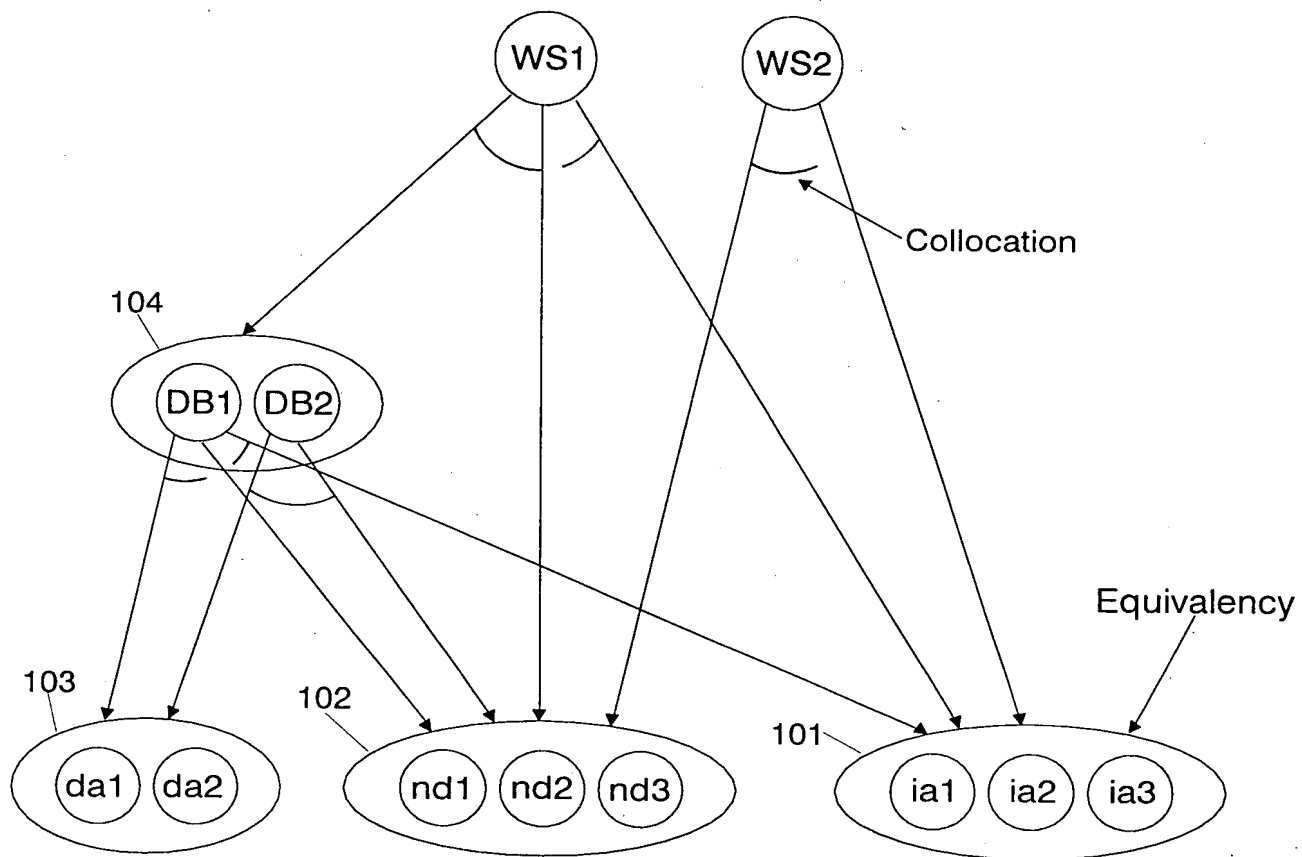 WS1
WS2
Collocation
104
DB1
DB2
Equivalency
103
102
101
da1
da2
nd1
nd2
nd3
ia1
ia2
ia3